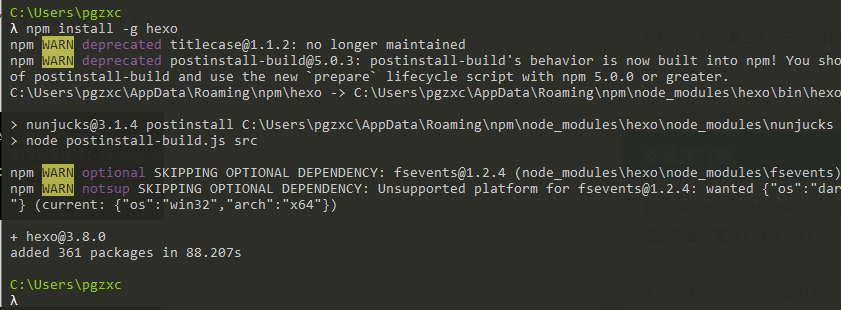 C:\Users\pgzxc
λ npm install -g hexo
npm WARN deprecated titlecase@1.1.2: no longer maintained
npm WARN deprecated postinstall-build@5.0.3: postinstall-build's behavior is now built into npm! You sho
of postinstall-build and use the new `prepare` lifecycle script with npm 5.0.0 or greater.
C:\Users\pgzxc\AppData\Roaming\npm\hexo -> C:\Users\pgzxc\AppData\Roaming\npm\node_modules\hexo\bin\hexo
> nunjucks@3.1.4 postinstall C:\Users\pgzxc\AppData\Roaming\npm\node_modules\hexo\node_modules\nunjucks
> node postinstall-build.js src
npm WARN optional SKIPPING OPTIONAL DEPENDENCY: fsevents@1.2.4 (node_modules\hexo\node_modules\fsevents)
npm WARN notsup SKIPPING OPTIONAL DEPENDENCY: Unsupported platform for fsevents@1.2.4: wanted {"os":"dar
"} (current: {"os":"win32","arch":"x64"})
+ hexo@3.8.0
added 361 packages in 88.207s
C:\Users\pgzxc
λ